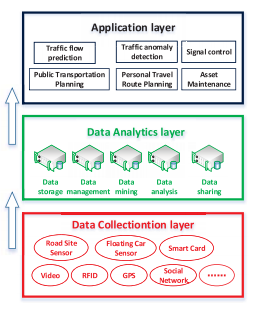 Application layer
Traffic flow
prediction
Traffic anomaly
detection
Signal control
Public Transportation
Planning
Personal Travel
Route Planning
Asset
Maintenance
Data Analytics layer
Data
storage
Data
management
Data
mining
Data
analysis
Data
sharing
Data Collectiontion layer
Road Site
Sensor
Floating Car
Sensor
Smart Card
Video
RFID
GPS
Social
Network
••••••